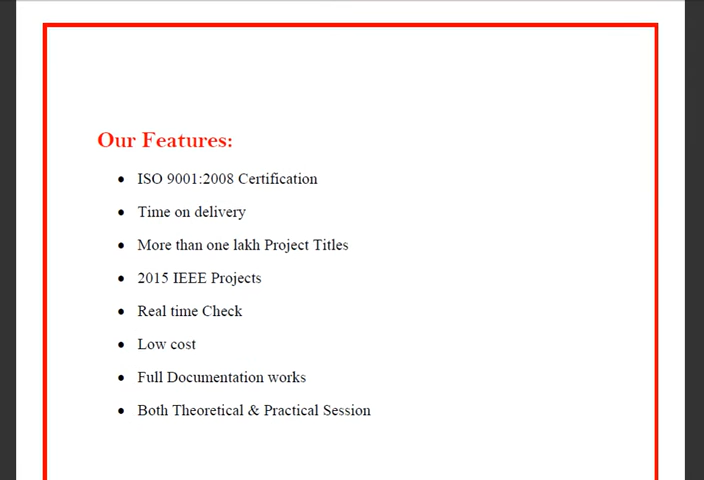 Our Features:
• ISO 9001:2008 Certification
• Time on delivery
• More than one lakh Project Titles
• 2015 IEEE Projects
• Real time Check
• Low cost
• Full Documentation works
• Both Theoretical & Practical Session